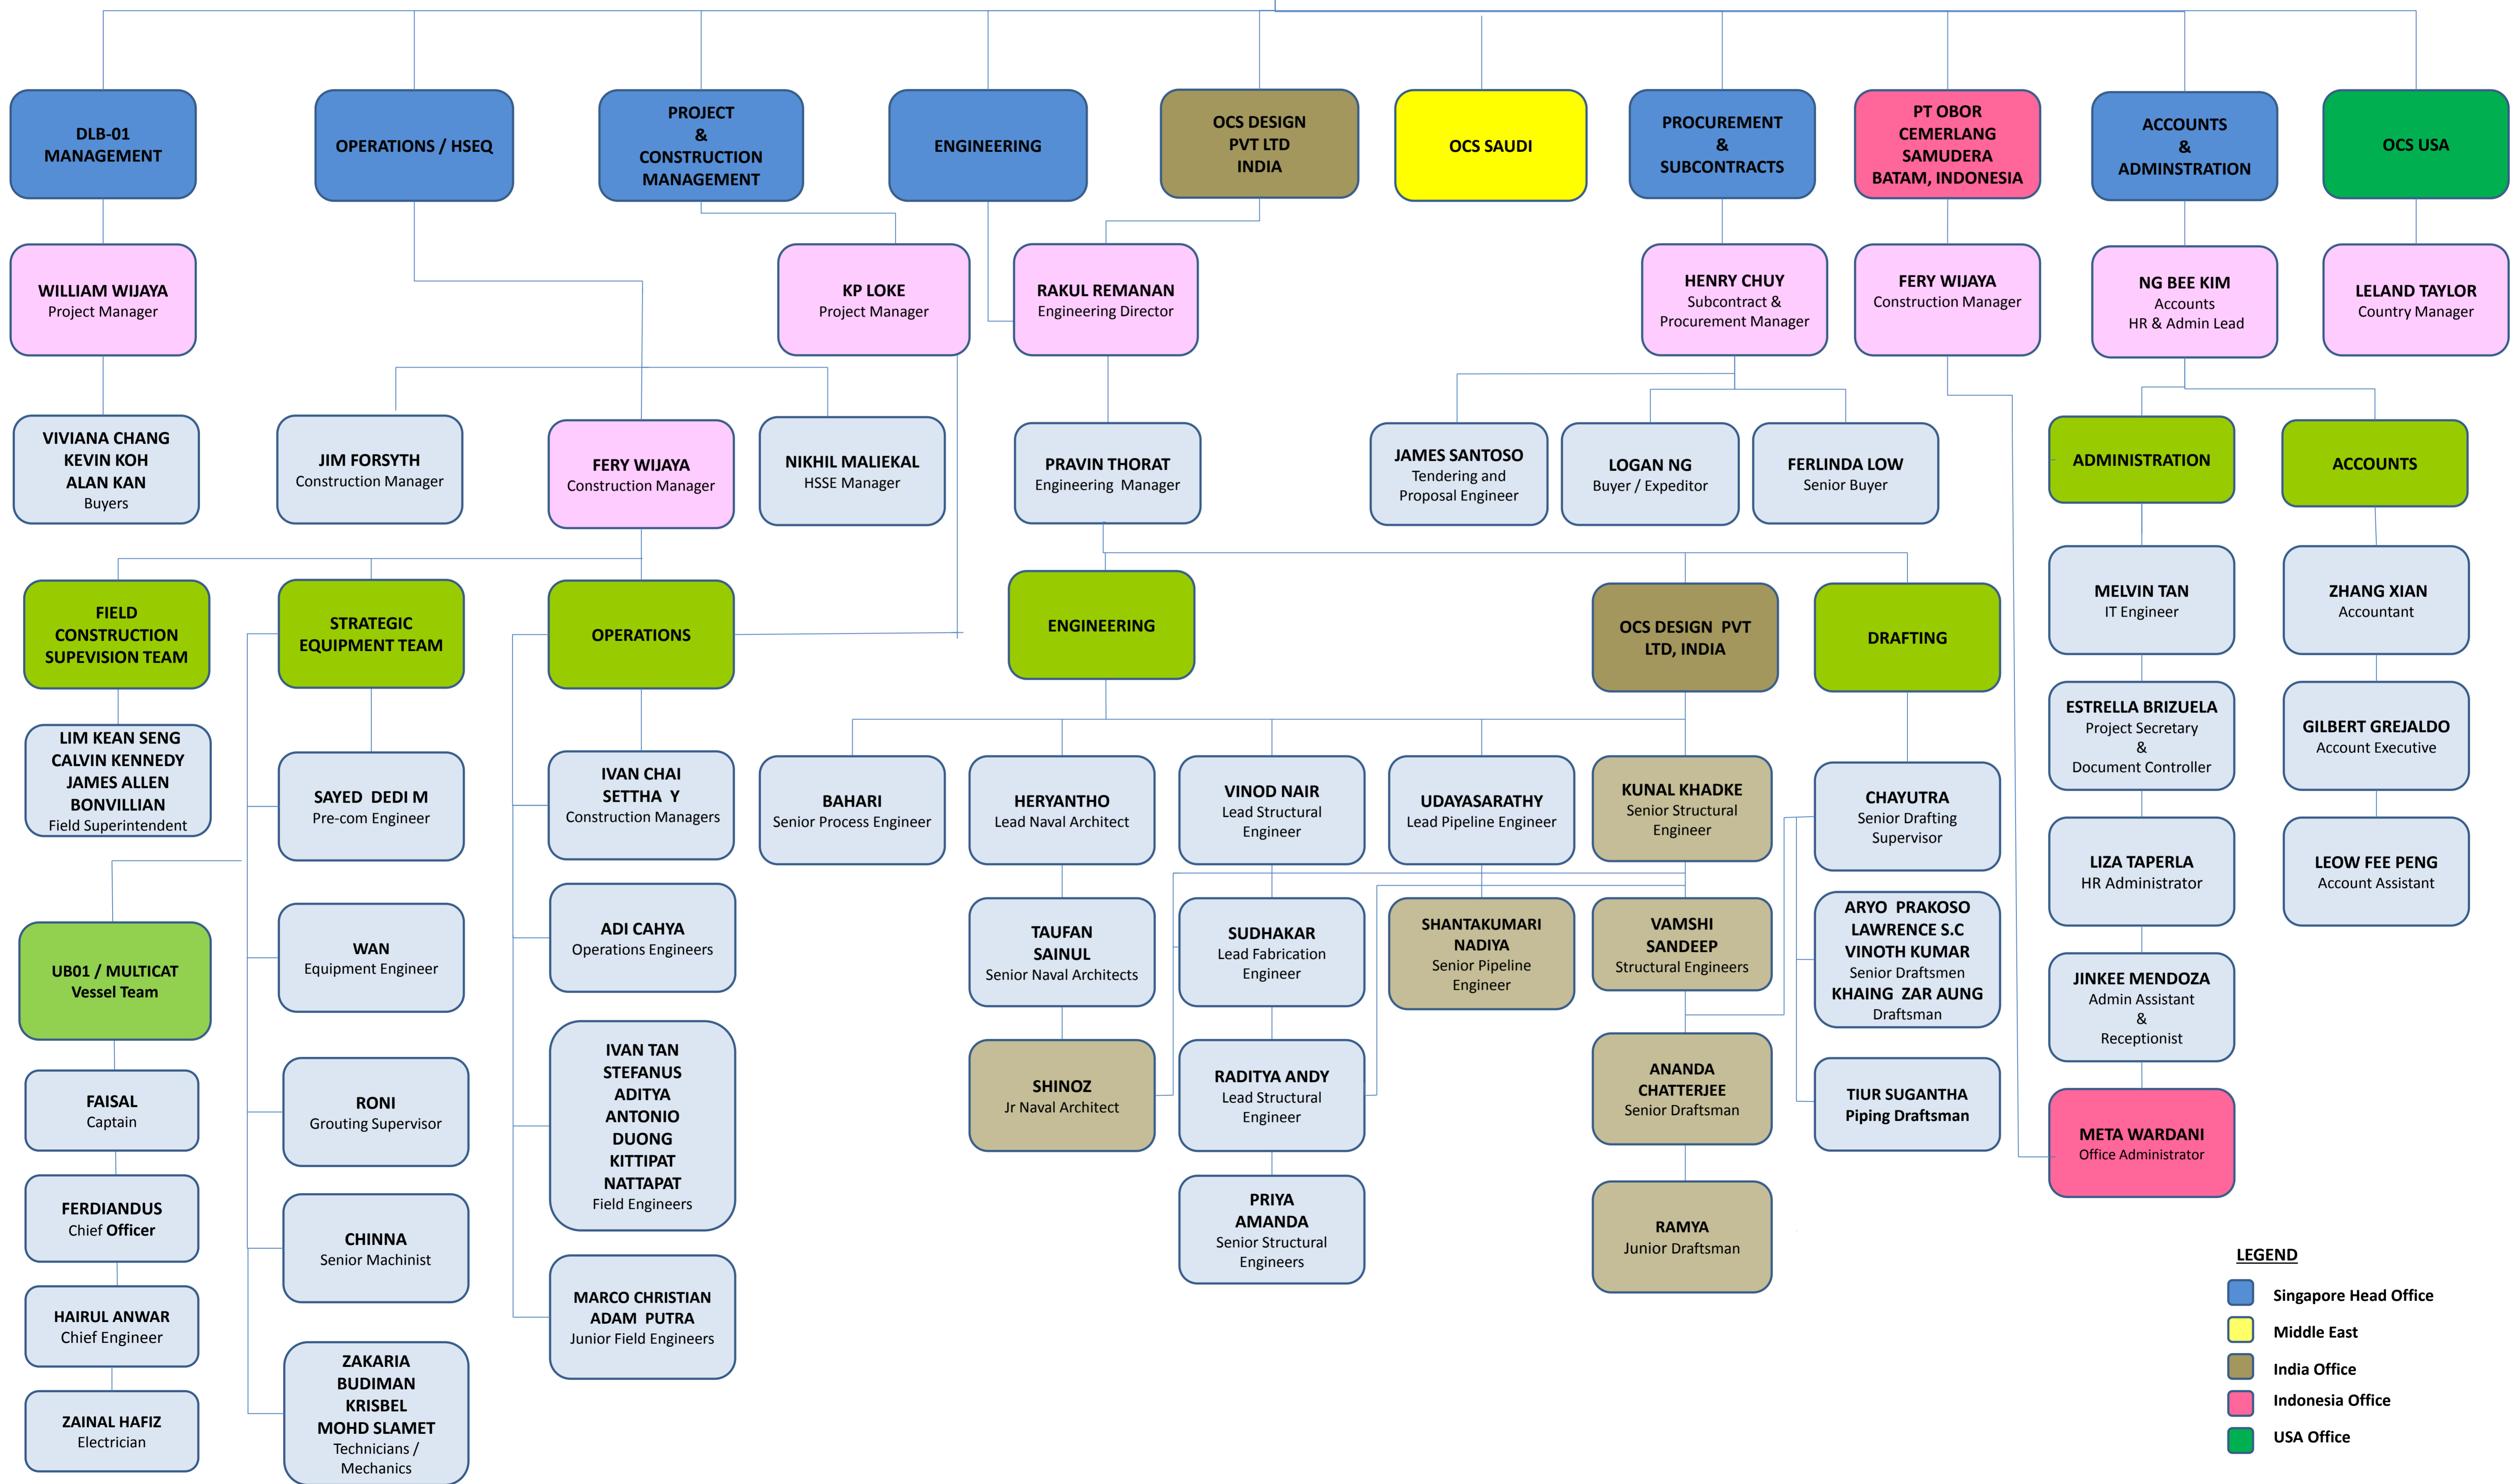 DLB-01
MANAGEMENT
OPERATIONS / HSEQ
PROJECT
&
CONSTRUCTION
MANAGEMENT
ENGINEERING
OCS DESIGN
PVT LTD
INDIA
OCS SAUDI
PROCUREMENT
&
SUBCONTRACTS
PT OBOR
CEMERLANG
SAMUDERA
BATAM, INDONESIA
ACCOUNTS
&
ADMINSTRATION
OCS USA
WILLIAM WIJAYA
Project Manager
KP LOKE
Project Manager
RAKUL REMANAN
Engineering Director
HENRY CHUY
Subcontract &
Procurement Manager
FERY WIJAYA
Construction Manager
NG BEE KIM
Accounts
HR & Admin Lead
LELAND TAYLOR
Country Manager
VIVIANA CHANG
KEVIN KOH
ALAN KAN
Buyers
JIM FORSYTH
Construction Manager
FERY WIJAYA
Construction Manager
NIKHIL MALIEKAL
HSSE Manager
PRAVIN THORAT
Engineering  Manager
JAMES SANTOSO
Tendering and
Proposal Engineer
LOGAN NG
Buyer / Expeditor
FERLINDA LOW
Senior Buyer
ADMINISTRATION
ACCOUNTS
FIELD
CONSTRUCTION
SUPEVISION TEAM
STRATEGIC
EQUIPMENT TEAM
OPERATIONS
ENGINEERING
OCS DESIGN  PVT
LTD, INDIA
DRAFTING
MELVIN TAN
IT Engineer
ZHANG XIAN
Accountant
LIM KEAN SENG
CALVIN KENNEDY
JAMES ALLEN
BONVILLIAN
Field Superintendent
SAYED  DEDI M
Pre-com Engineer
IVAN CHAI
SETTHA  Y
Construction Managers
BAHARI
Senior Process Engineer
HERYANTHO
Lead Naval Architect
VINOD NAIR
Lead Structural
Engineer
UDAYASARATHY
Lead Pipeline Engineer
KUNAL KHADKE
Senior Structural
Engineer
CHAYUTRA
Senior Drafting
Supervisor
ESTRELLA BRIZUELA
Project Secretary
&
Document Controller
GILBERT GREJALDO
Account Executive
LIZA TAPERLA
HR Administrator
LEOW FEE PENG
Account Assistant
UB01 / MULTICAT
Vessel Team
WAN
Equipment Engineer
ADI CAHYA
Operations Engineers
TAUFAN
SAINUL
Senior Naval Architects
SUDHAKAR
Lead Fabrication
Engineer
SHANTAKUMARI
NADIYA
Senior Pipeline
Engineer
VAMSHI
SANDEEP
Structural Engineers
ARYO  PRAKOSO
LAWRENCE S.C
VINOTH KUMAR
Senior Draftsmen
KHAING  ZAR AUNG
Draftsman
JINKEE MENDOZA
Admin Assistant
&
Receptionist
FAISAL
Captain
RONI
Grouting Supervisor
IVAN TAN
STEFANUS
ADITYA
ANTONIO
DUONG
KITTIPAT
NATTAPAT
Field Engineers
SHINOZ
Jr Naval Architect
RADITYA ANDY
Lead Structural
Engineer
ANANDA
CHATTERJEE
Senior Draftsman
TIUR SUGANTHA
Piping Draftsman
META WARDANI
Office Administrator
FERDIANDUS
Chief Officer
CHINNA
Senior Machinist
PRIYA
AMANDA
Senior Structural
Engineers
RAMYA
Junior Draftsman
HAIRUL ANWAR
Chief Engineer
MARCO CHRISTIAN
ADAM  PUTRA
Junior Field Engineers
ZAINAL HAFIZ
Electrician
ZAKARIA
BUDIMAN
KRISBEL
MOHD SLAMET
Technicians /
Mechanics
LEGEND
Singapore Head Office
Middle East
India Office
Indonesia Office
USA Office